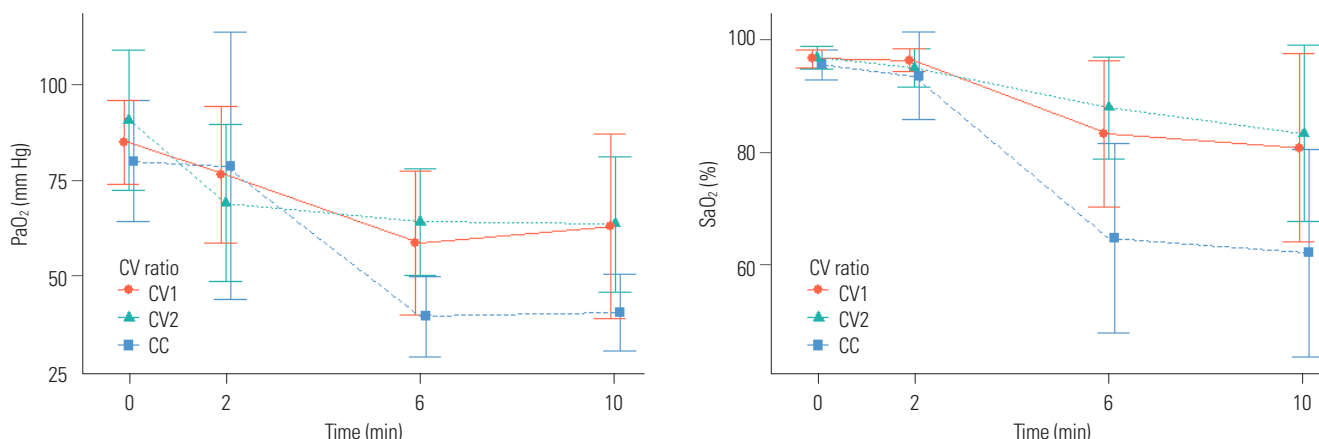 PaO₂ (mm Hg)
100
75
50
25
CV ratio
CV1
CV2
CC
0 2 6 10
Time (min)
SaO₂ (%)
100
80
60
CV ratio
CV1
CV2
CC
0 2 6 10
Time (min)